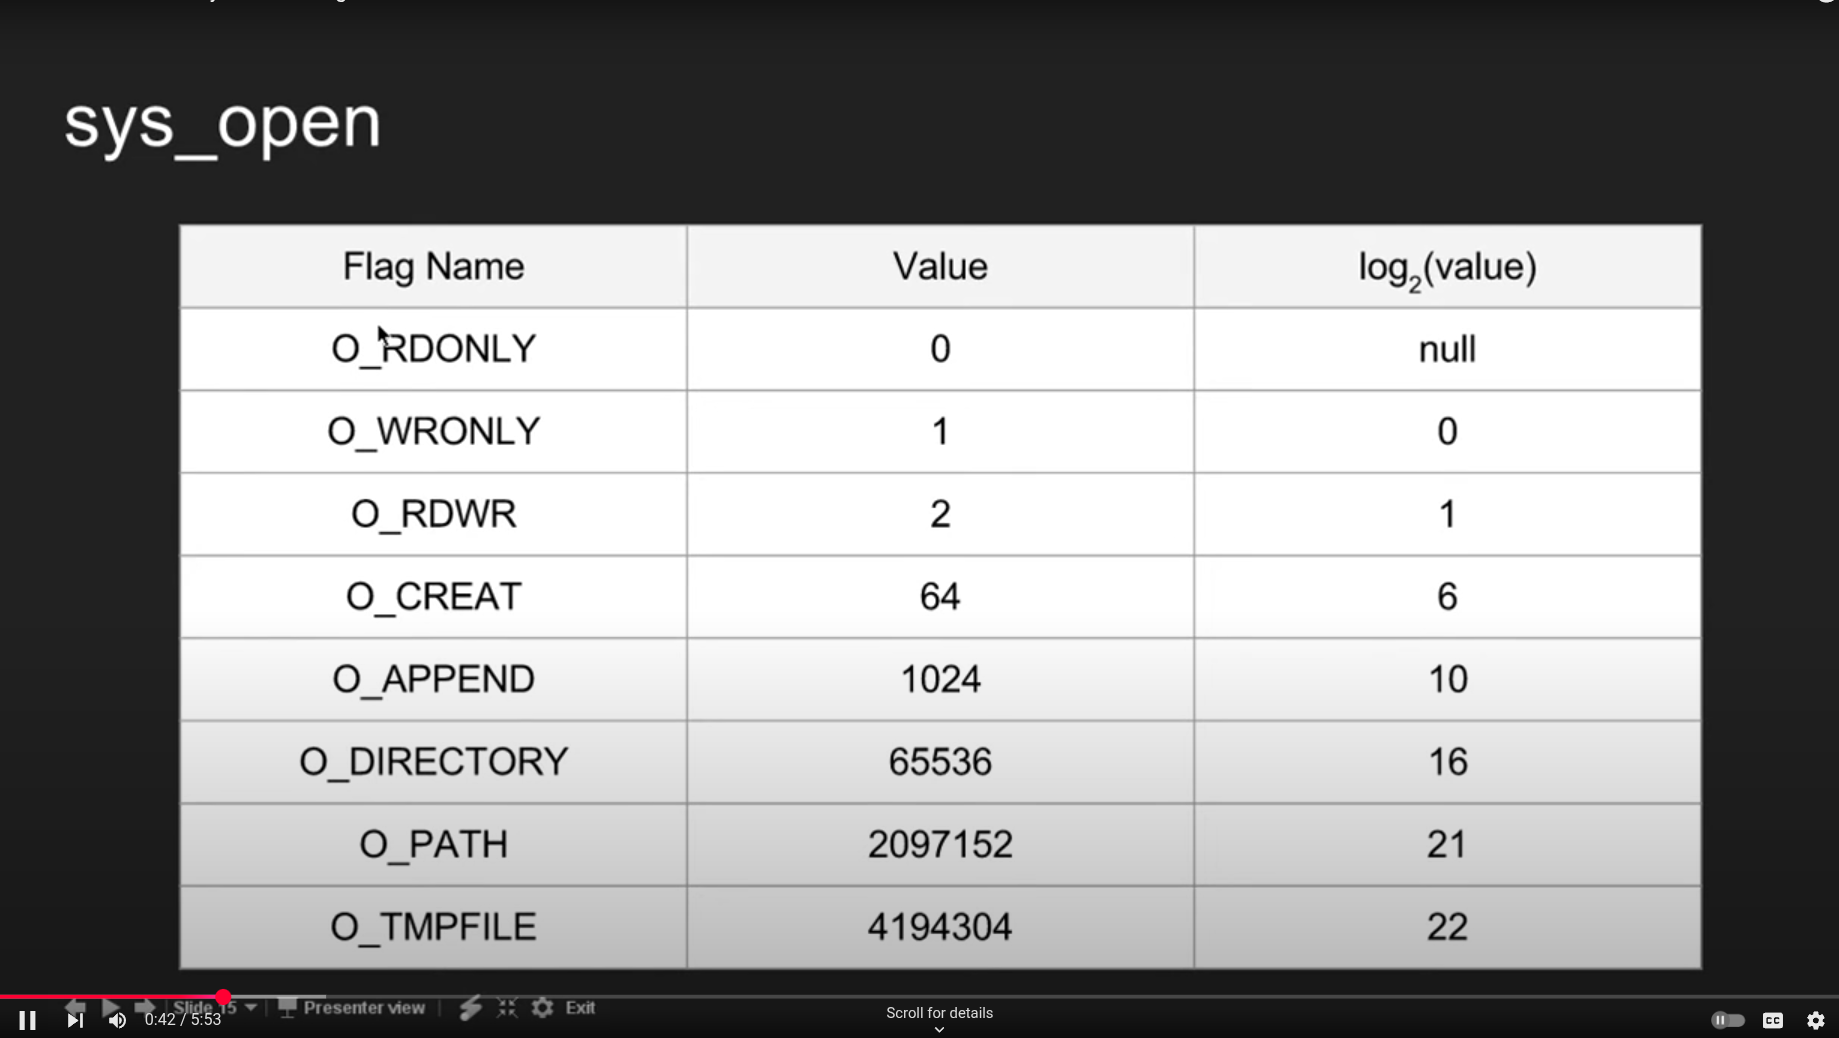 sys_open
Flag Name Value log2(value)
O_RDONLY 0 null
O_WRONLY 1 0
O_RDWR 2 1
O_CREAT 64 6
O_APPEND 1024 10
O_DIRECTORY 65536 16
O_PATH 2097152 21
O_TMPFILE 4194304 22
Slide 15 Presenter view Exit
0:42 / 5:53
Scroll for details
CC